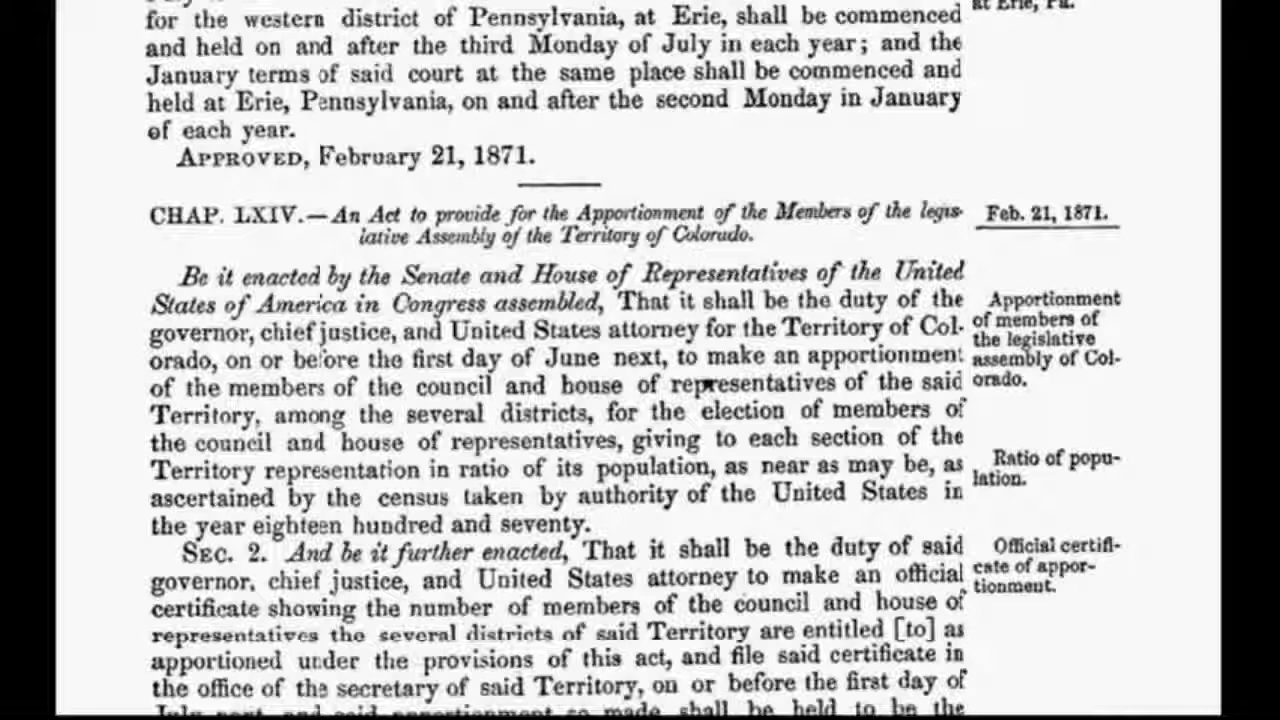 for the western district of Pennsylvania, at Erie, shall be commenced
at Erie, Pa.
and held on and after the third Monday of July in each year; and the
January terms of said court at the same place shall be commenced and
held at Erie, Pennsylvania, on and after the second Monday in January
of each year.
APPROVED, February 21, 1871.
CHAP. LXIV.—An Act to provide for the Apportionment of the Members of the legis-
lative Assembly of the Territory of Colorado.
Feb. 21, 1871.
Be it enacted by the Senate and House of Representatives of the United
States of America in Congress assembled, That it shall be the duty of the
governor, chief justice, and United States attorney for the Territory of Col-
orado, on or before the first day of June next, to make an apportionment
of the members of the council and house of representatives of the said
Territory, among the several districts, for the election of members of
the council and house of representatives, giving to each section of the
Territory representation in ratio of its population, as near as may be, as
ascertained by the census taken by authority of the United States in
the year eighteen hundred and seventy.
Apportionment
of members of
the legislative
assembly of Col-
orado.
Ratio of popu-
lation.
SEC. 2. And be it further enacted, That it shall be the duty of said
governor, chief justice, and United States attorney to make an official
certificate showing the number of members of the council and house of
representatives the several districts of said Territory are entitled [to] as
apportioned under the provisions of this act, and file said certificate in
the office of the secretary of said Territory, on or before the first day of
July next, and said apportionment so made shall be held to be the
Official certifi-
cate of appor-
tionment.